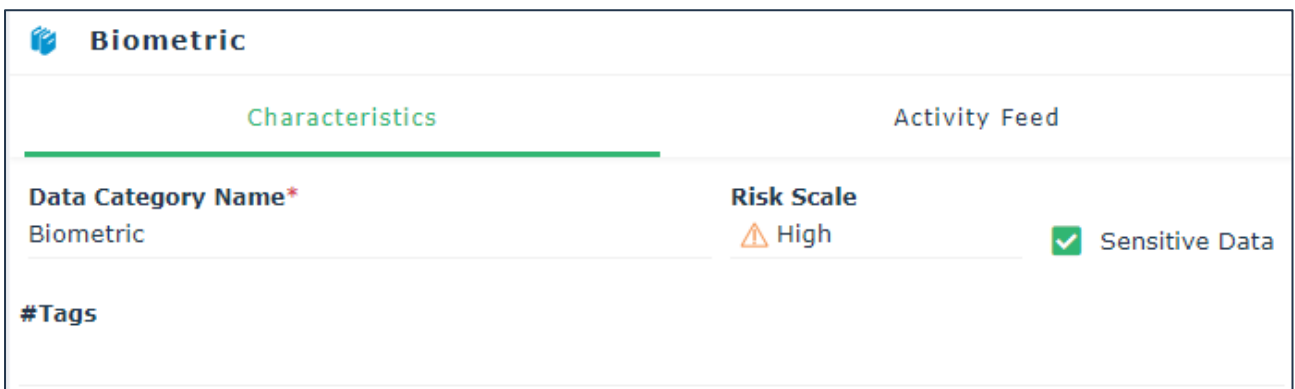 Biometric
Characteristics Activity Feed
Data Category Name* Risk Scale
Biometric High Sensitive Data
#Tags